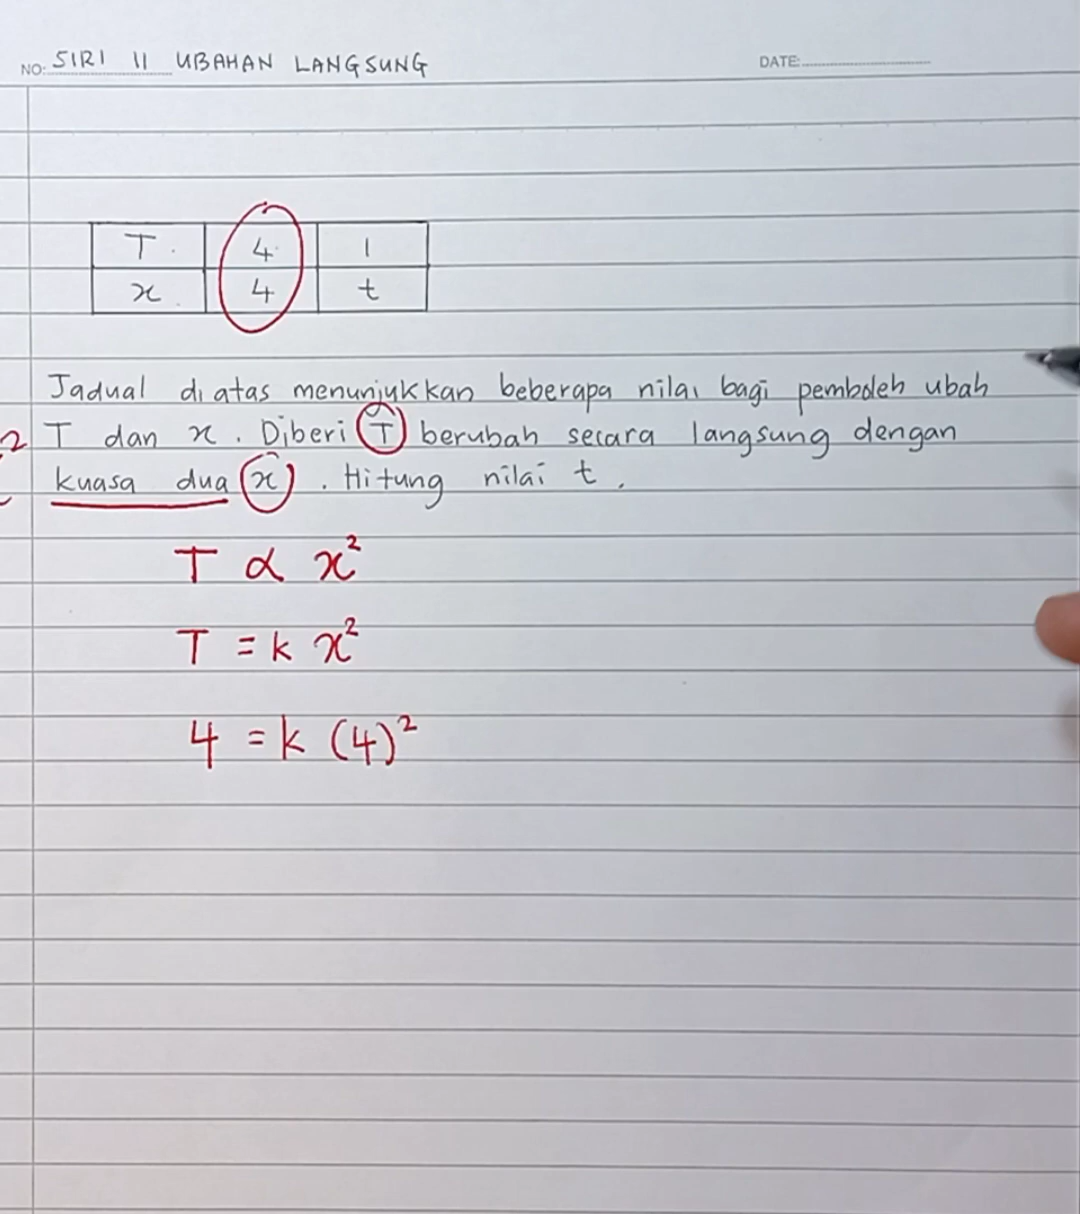 NO: SIRI 11 UBAHAN LANGSUNG DATE:
T 4 1
x 4 t
Jadual di atas menunjukkan beberapa nilai bagi pemboleh ubah
2 T dan x . Diberi T berubah secara langsung dengan
kuasa dua x . Hitung nilai t .
T ∝ x²
T = k x²
4 = k (4)²